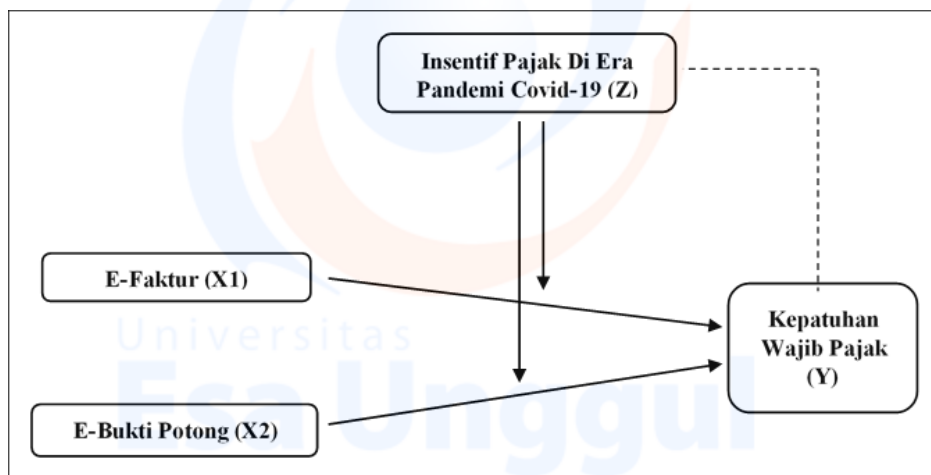 Insentif Pajak Di Era
Pandemi Covid-19 (Z)
E-Faktur (X1)
Kepatuhan
Wajib Pajak
(Y)
Universitas
Esa Unggul
E-Bukti Potong (X2)